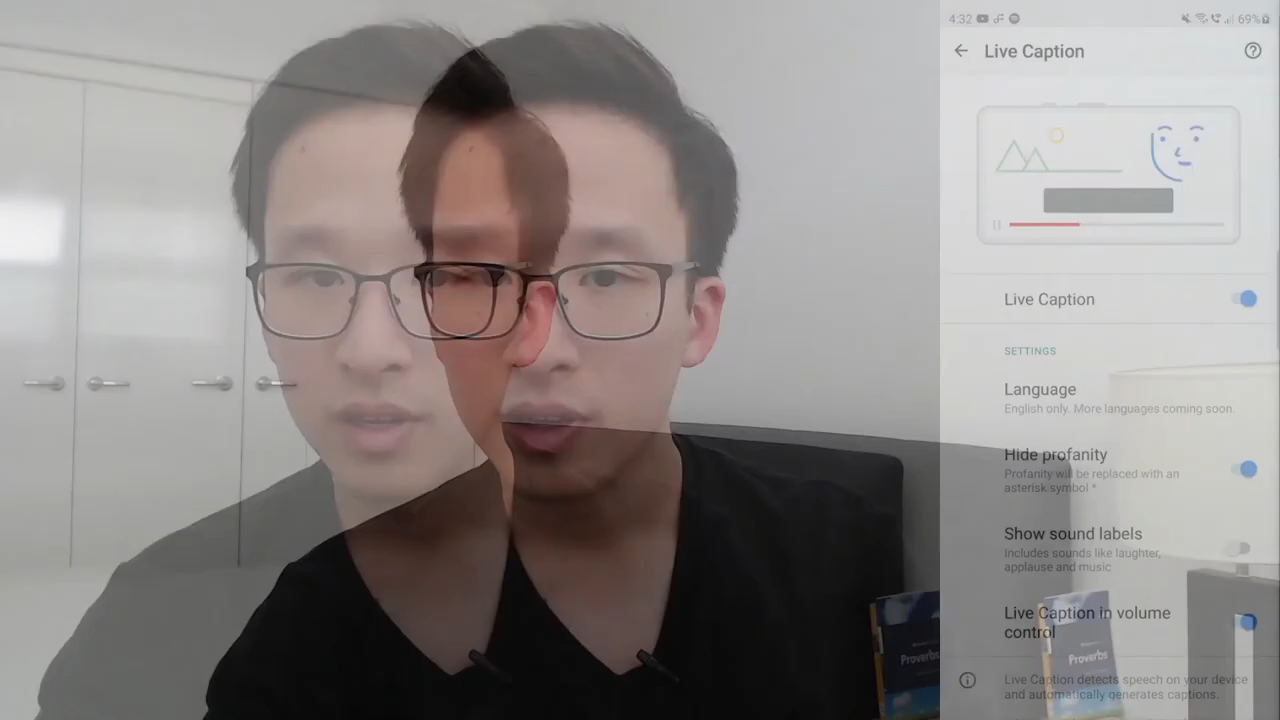 4:32
69%
Live Caption
Live Caption
SETTINGS
Language
English only. More languages coming soon.
Hide profanity
Profanity will be replaced with an
asterisk symbol *
Show sound labels
Includes sounds like laughter,
applause and music
Live Caption in volume
control
Live Caption detects speech on your device
and automatically generates captions.
Proverbs
Proverbs